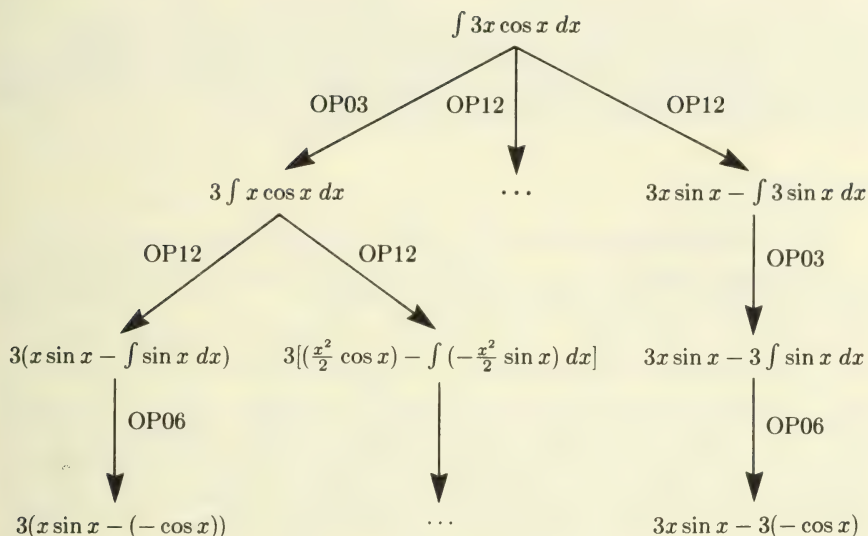 ∫ 3x cos x dx
OP03 OP12 OP12
3 ∫ x cos x dx ... 3x sin x − ∫ 3 sin x dx
OP12 OP12 OP03
3(x sin x − ∫ sin x dx) 3[(x²/2 cos x) − ∫ (−x²/2 sin x) dx] 3x sin x − 3 ∫ sin x dx
OP06 OP06
3(x sin x − (− cos x)) ... 3x sin x − 3(− cos x)